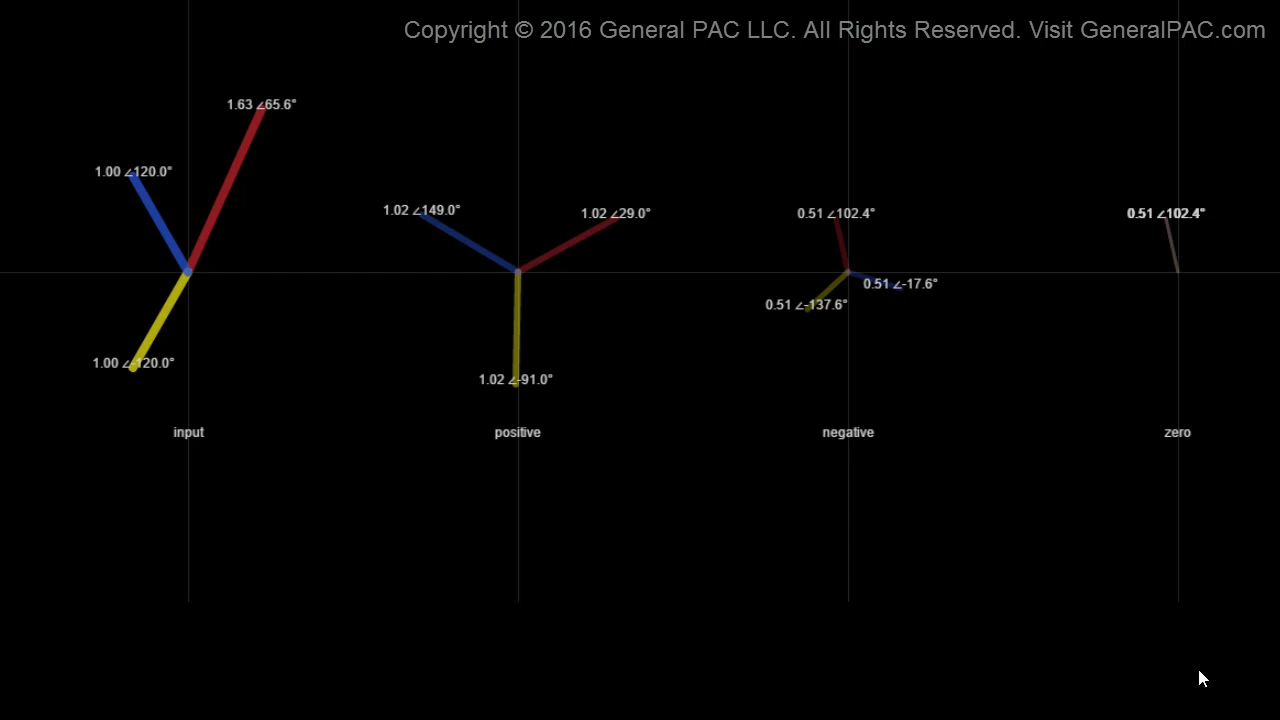 Copyright © 2016 General PAC LLC. All Rights Reserved. Visit GeneralPAC.com
1.63 ∠65.6°
1.00 ∠120.0°
1.00 ∠-120.0°
input
1.02 ∠149.0°
1.02 ∠29.0°
1.02 ∠-91.0°
positive
0.51 ∠102.4°
0.51 ∠-17.6°
0.51 ∠-137.6°
negative
0.51 ∠102.4°
zero